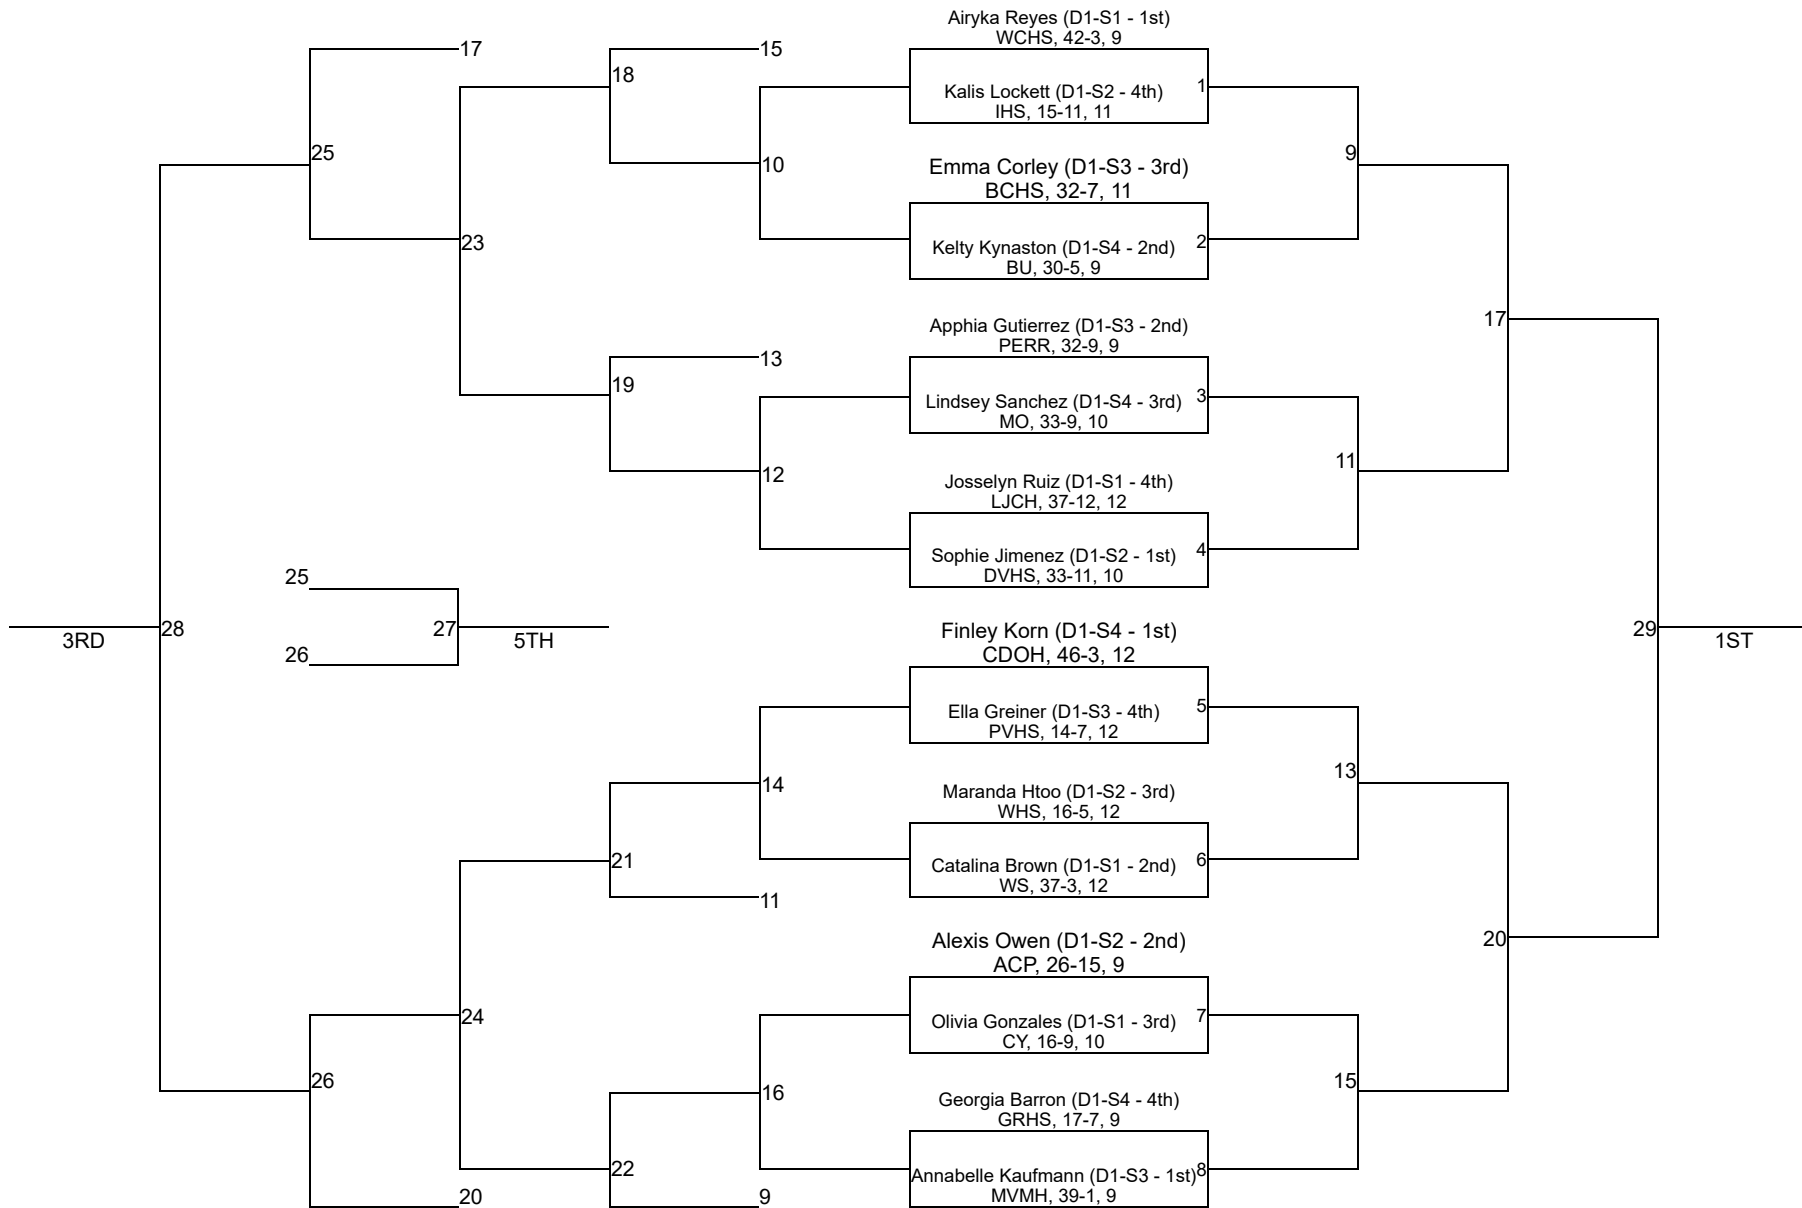 Airyka Reyes (D1-S1 - 1st)
WCHS, 42-3, 9
17
15
18
Kalis Lockett (D1-S2 - 4th)
1
IHS, 15-11, 11
25
10
9
Emma Corley (D1-S3 - 3rd)
BCHS, 32-7, 11
23
Kelty Kynaston (D1-S4 - 2nd)
2
BU, 30-5, 9
17
Apphia Gutierrez (D1-S3 - 2nd)
PERR, 32-9, 9
13
19
Lindsey Sanchez (D1-S4 - 3rd)
3
MO, 33-9, 10
11
12
Josselyn Ruiz (D1-S1 - 4th)
LJCH, 37-12, 12
Sophie Jimenez (D1-S2 - 1st)
4
DVHS, 33-11, 10
25
3RD
28
27
5TH
Finley Korn (D1-S4 - 1st)
CDOH, 46-3, 12
29
1ST
26
Ella Greiner (D1-S3 - 4th)
5
PVHS, 14-7, 12
14
13
Maranda Htoo (D1-S2 - 3rd)
WHS, 16-5, 12
21
Catalina Brown (D1-S1 - 2nd)
6
WS, 37-3, 12
11
Alexis Owen (D1-S2 - 2nd)
ACP, 26-15, 9
20
24
Olivia Gonzales (D1-S1 - 3rd)
7
CY, 16-9, 10
26
16
15
Georgia Barron (D1-S4 - 4th)
GRHS, 17-7, 9
22
Annabelle Kaufmann (D1-S3 - 1st)
8
MVMH, 39-1, 9
20
9